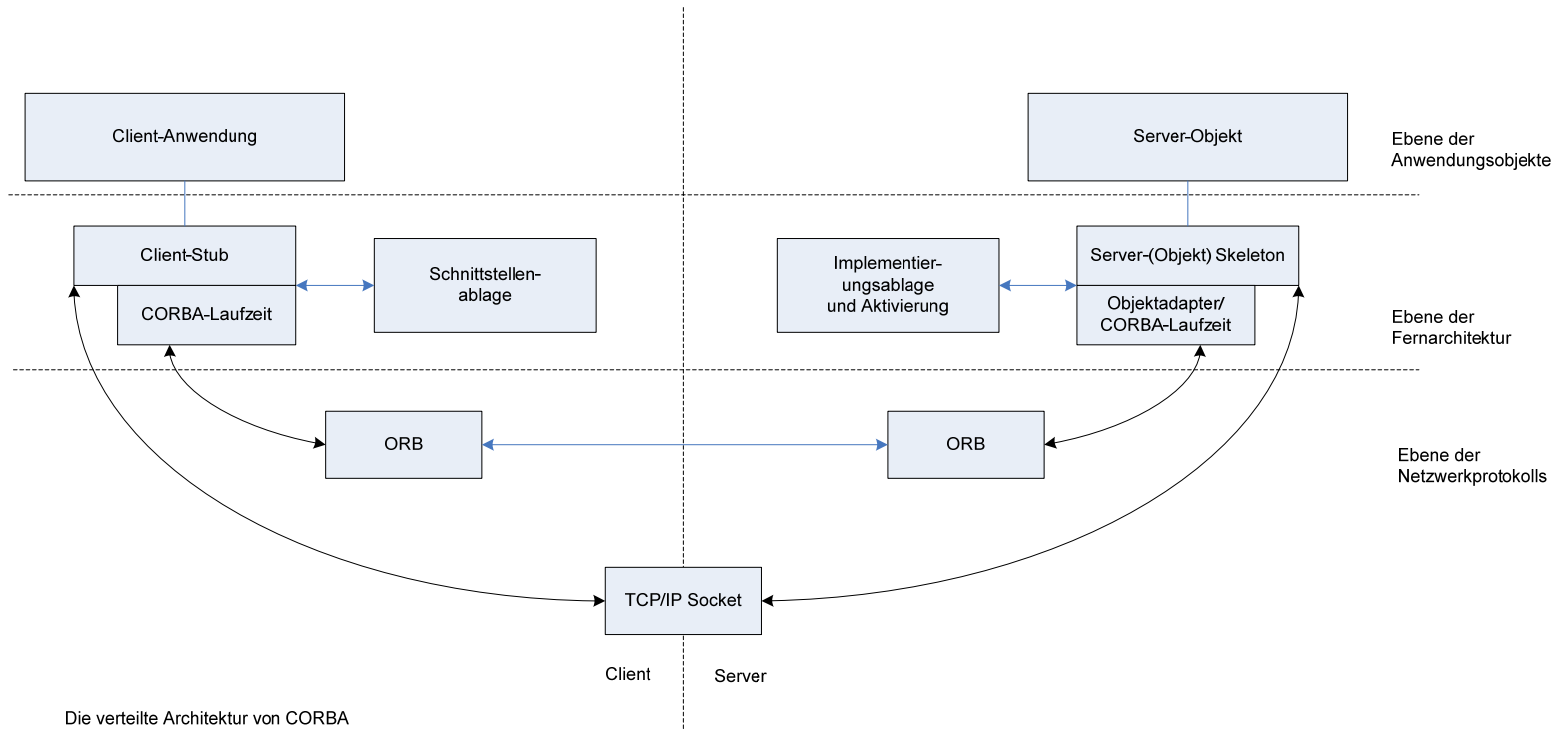 Client-Anwendung
Server-Objekt
Ebene der
Anwendungsobjekte
Client-Stub
CORBA-Laufzeit
Schnittstellen-
ablage
Implementier-
ungsablage
und Aktivierung
Server-(Objekt) Skeleton
Objektadapter/
CORBA-Laufzeit
Ebene der
Fernarchitektur
ORB
ORB
Ebene der
Netzwerkprotokolls
TCP/IP Socket
Client
Server
Die verteilte Architektur von CORBA